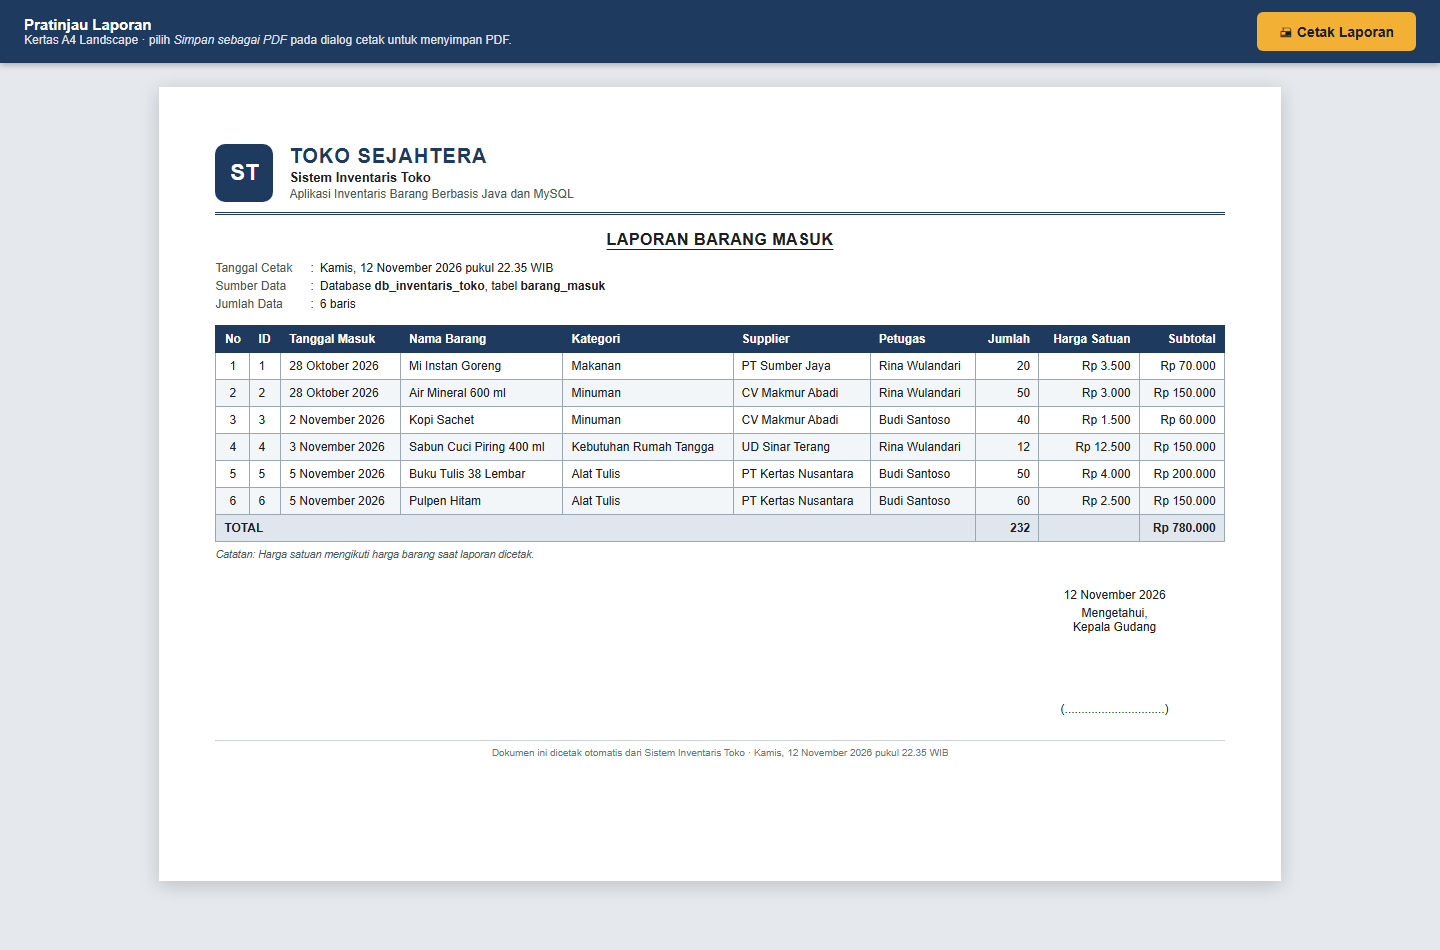 Pratinjau Laporan
Kertas A4 Landscape · pilih Simpan sebagai PDF pada dialog cetak untuk menyimpan PDF.
Cetak Laporan
ST
TOKO SEJAHTERA
Sistem Inventaris Toko
Aplikasi Inventaris Barang Berbasis Java dan MySQL
LAPORAN BARANG MASUK
Tanggal Cetak : Kamis, 12 November 2026 pukul 22.35 WIB
Sumber Data : Database db_inventaris_toko, tabel barang_masuk
Jumlah Data : 6 baris
No ID Tanggal Masuk Nama Barang Kategori Supplier Petugas Jumlah Harga Satuan Subtotal
1 1 28 Oktober 2026 Mi Instan Goreng Makanan PT Sumber Jaya Rina Wulandari 20 Rp 3.500 Rp 70.000
2 2 28 Oktober 2026 Air Mineral 600 ml Minuman CV Makmur Abadi Rina Wulandari 50 Rp 3.000 Rp 150.000
3 3 2 November 2026 Kopi Sachet Minuman CV Makmur Abadi Budi Santoso 40 Rp 1.500 Rp 60.000
4 4 3 November 2026 Sabun Cuci Piring 400 ml Kebutuhan Rumah Tangga UD Sinar Terang Rina Wulandari 12 Rp 12.500 Rp 150.000
5 5 5 November 2026 Buku Tulis 38 Lembar Alat Tulis PT Kertas Nusantara Budi Santoso 50 Rp 4.000 Rp 200.000
6 6 5 November 2026 Pulpen Hitam Alat Tulis PT Kertas Nusantara Budi Santoso 60 Rp 2.500 Rp 150.000
TOTAL 232 Rp 780.000
Catatan: Harga satuan mengikuti harga barang saat laporan dicetak.
12 November 2026
Mengetahui,
Kepala Gudang
(..............................)
Dokumen ini dicetak otomatis dari Sistem Inventaris Toko · Kamis, 12 November 2026 pukul 22.35 WIB